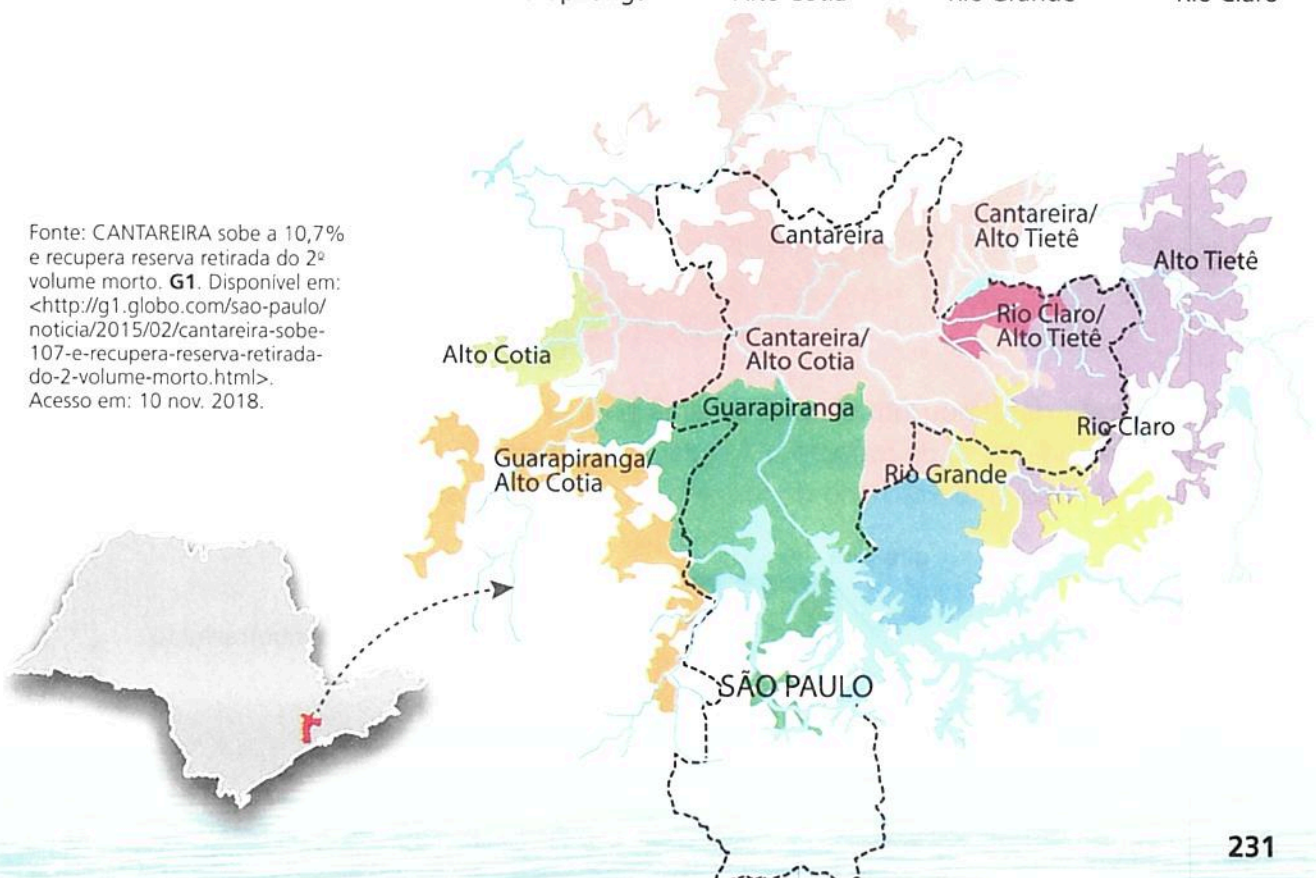 Fonte: CANTAREIRA sobe a 10,7%
e recupera reserva retirada do 2º
volume morto. G1. Disponível em:
<http://g1.globo.com/sao-paulo/
noticia/2015/02/cantareira-sobe-
107-e-recupera-reserva-retirada-
do-2-volume-morto.html>.
Acesso em: 10 nov. 2018.
Cantareira
Cantareira/
Alto Tietê
Alto Tietê
Rio Claro/
Alto Tietê
Alto Cotia
Cantareira/
Alto Cotia
Guarapiranga
Rio Claro
Guarapiranga/
Alto Cotia
Rio Grande
SÃO PAULO
231